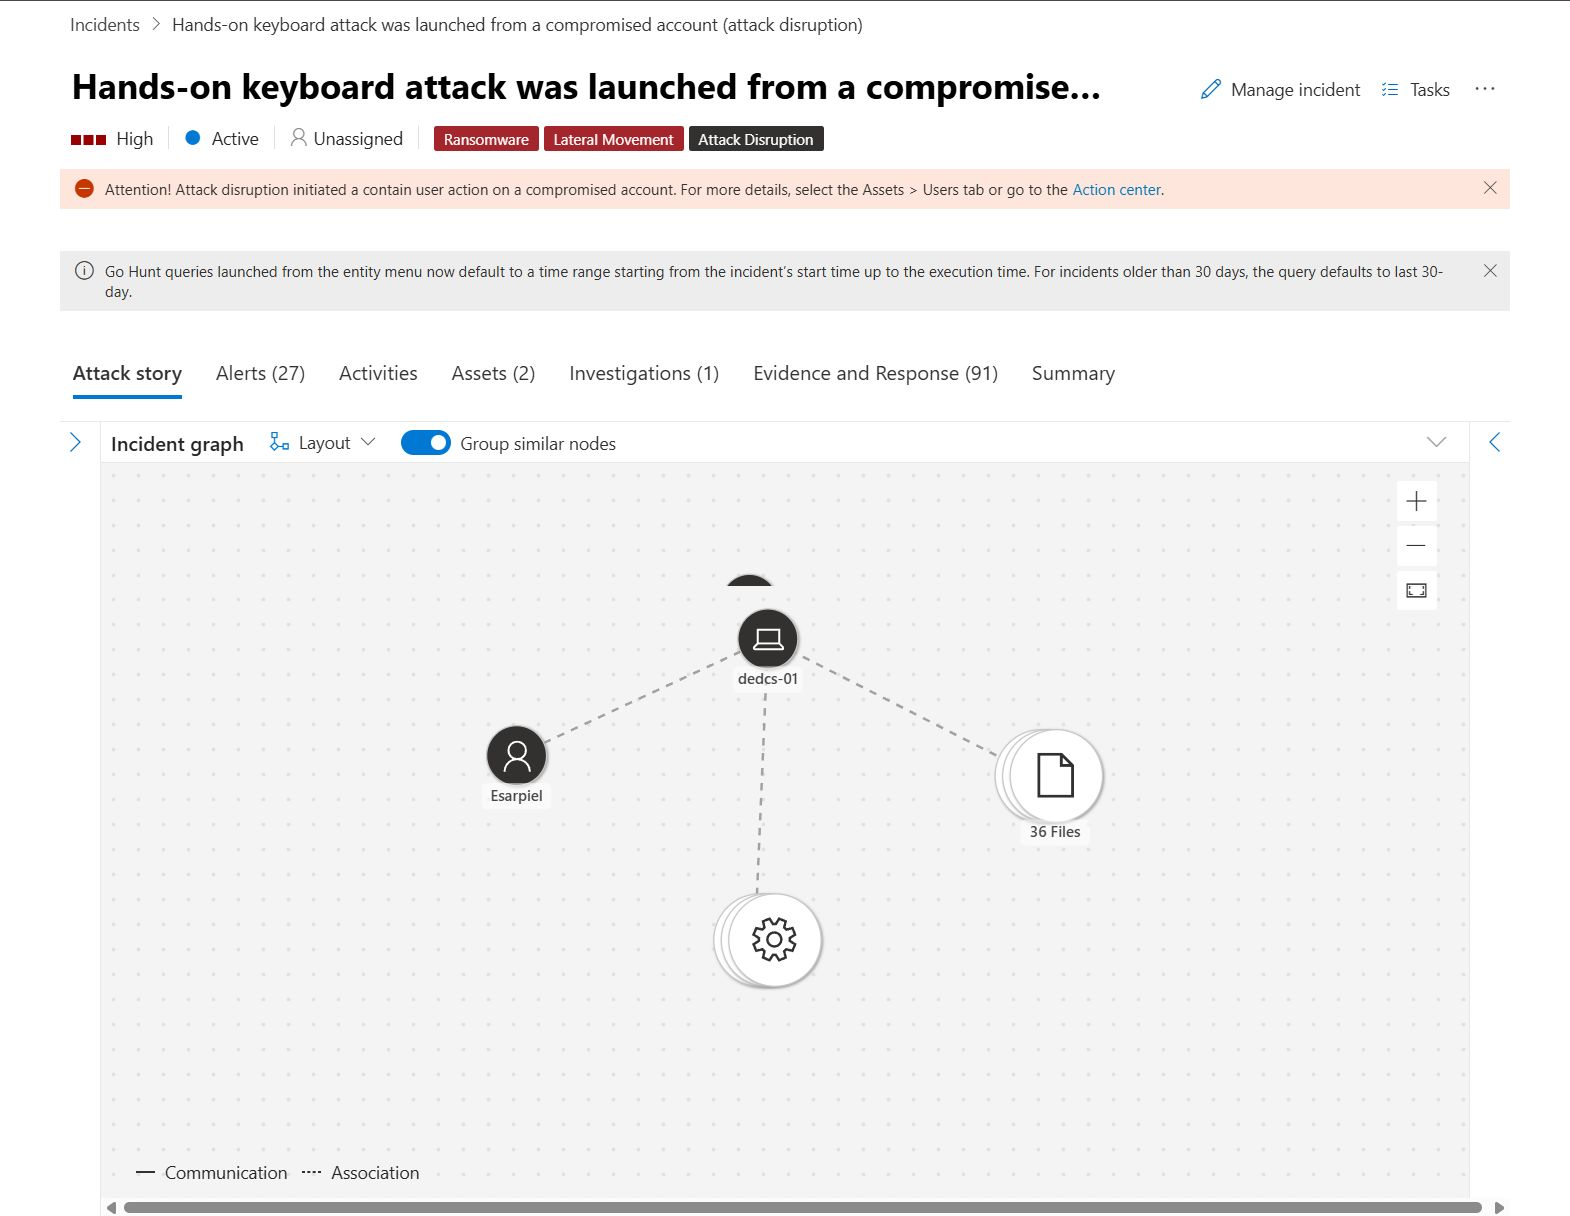 Incidents > Hands-on keyboard attack was launched from a compromised account (attack disruption)
Hands-on keyboard attack was launched from a compromise...
Manage incident Tasks ...
High Active Unassigned Ransomware Lateral Movement Attack Disruption
Attention! Attack disruption initiated a contain user action on a compromised account. For more details, select the Assets > Users tab or go to the Action center.
Go Hunt queries launched from the entity menu now default to a time range starting from the incident's start time up to the execution time. For incidents older than 30 days, the query defaults to last 30-
day.
Attack story Alerts (27) Activities Assets (2) Investigations (1) Evidence and Response (91) Summary
Incident graph Layout Group similar nodes
dedcs-01
Esarpiel
36 Files
Communication Association